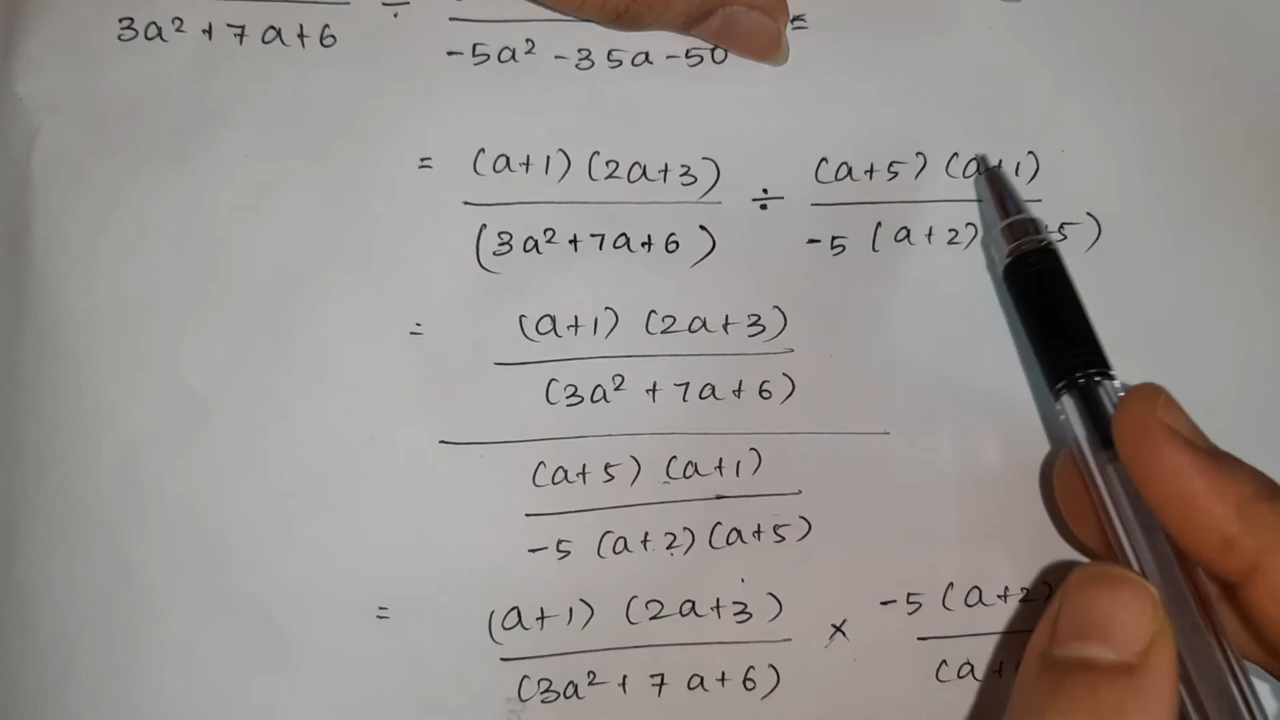 3a² + 7a + 6 ÷ -5a² - 35a - 50 =
= (a+1) (2a+3) ÷ (a+5) (a+1)
(3a² + 7a + 6) -5 (a+2) +5)
= (a+1) (2a+3)
(3a² + 7a + 6)
(a+5) (a+1)
-5 (a+2) (a+5)
= (a+1) (2a+3) × -5 (a+2)
(3a² + 7a + 6) (a+